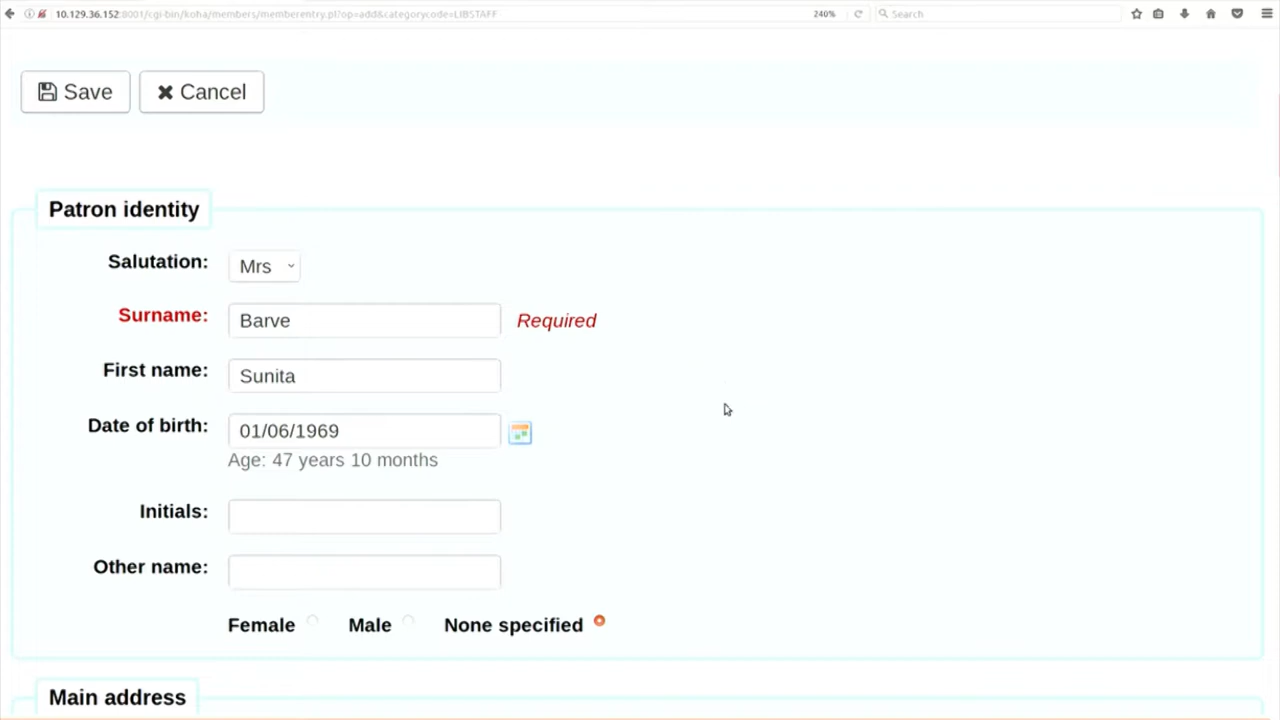 10.129.36.152:8001/cgi-bin/koha/members/memberentry.pl?op=add&categorycode=LIBSTAFF
240%
Search
Save
Cancel
Patron identity
Salutation: Mrs
Surname: Barve Required
First name: Sunita
Date of birth: 01/06/1969
Age: 47 years 10 months
Initials:
Other name:
Female Male None specified
Main address